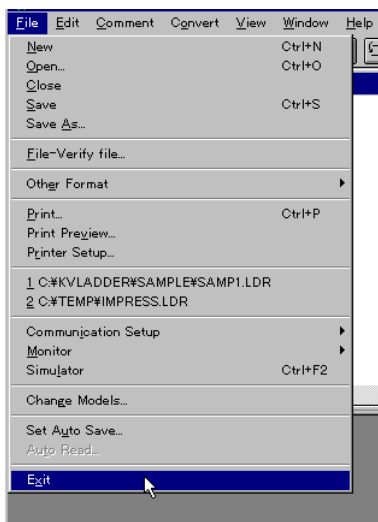 File Edit Comment Convert View Window Help
New Ctrl+N
Open... Ctrl+O
Close
Save Ctrl+S
Save As...
File-Verify file...
Other Format
Print... Ctrl+P
Print Preview...
Printer Setup...
1 C:¥KVLADDER¥SAMPLE¥SAMP1.LDR
2 C:¥TEMP¥IMPRESS.LDR
Communication Setup
Monitor
Simulator Ctrl+F2
Change Models...
Set Auto Save...
Auto Read...
Exit